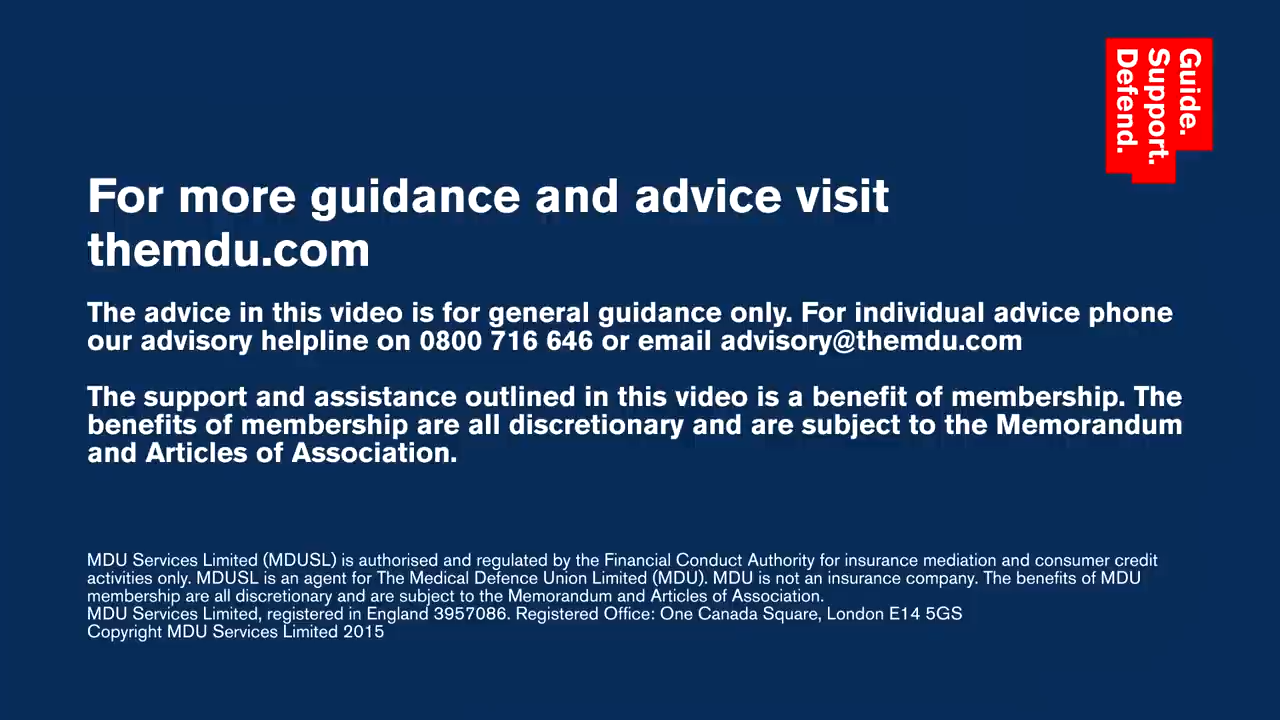 Guide.
Support.
Defend.
For more guidance and advice visit
themdu.com
The advice in this video is for general guidance only. For individual advice phone
our advisory helpline on 0800 716 646 or email advisory@themdu.com
The support and assistance outlined in this video is a benefit of membership. The
benefits of membership are all discretionary and are subject to the Memorandum
and Articles of Association.
MDU Services Limited (MDUSL) is authorised and regulated by the Financial Conduct Authority for insurance mediation and consumer credit
activities only. MDUSL is an agent for The Medical Defence Union Limited (MDU). MDU is not an insurance company. The benefits of MDU
membership are all discretionary and are subject to the Memorandum and Articles of Association.
MDU Services Limited, registered in England 3957086. Registered Office: One Canada Square, London E14 5GS
Copyright MDU Services Limited 2015